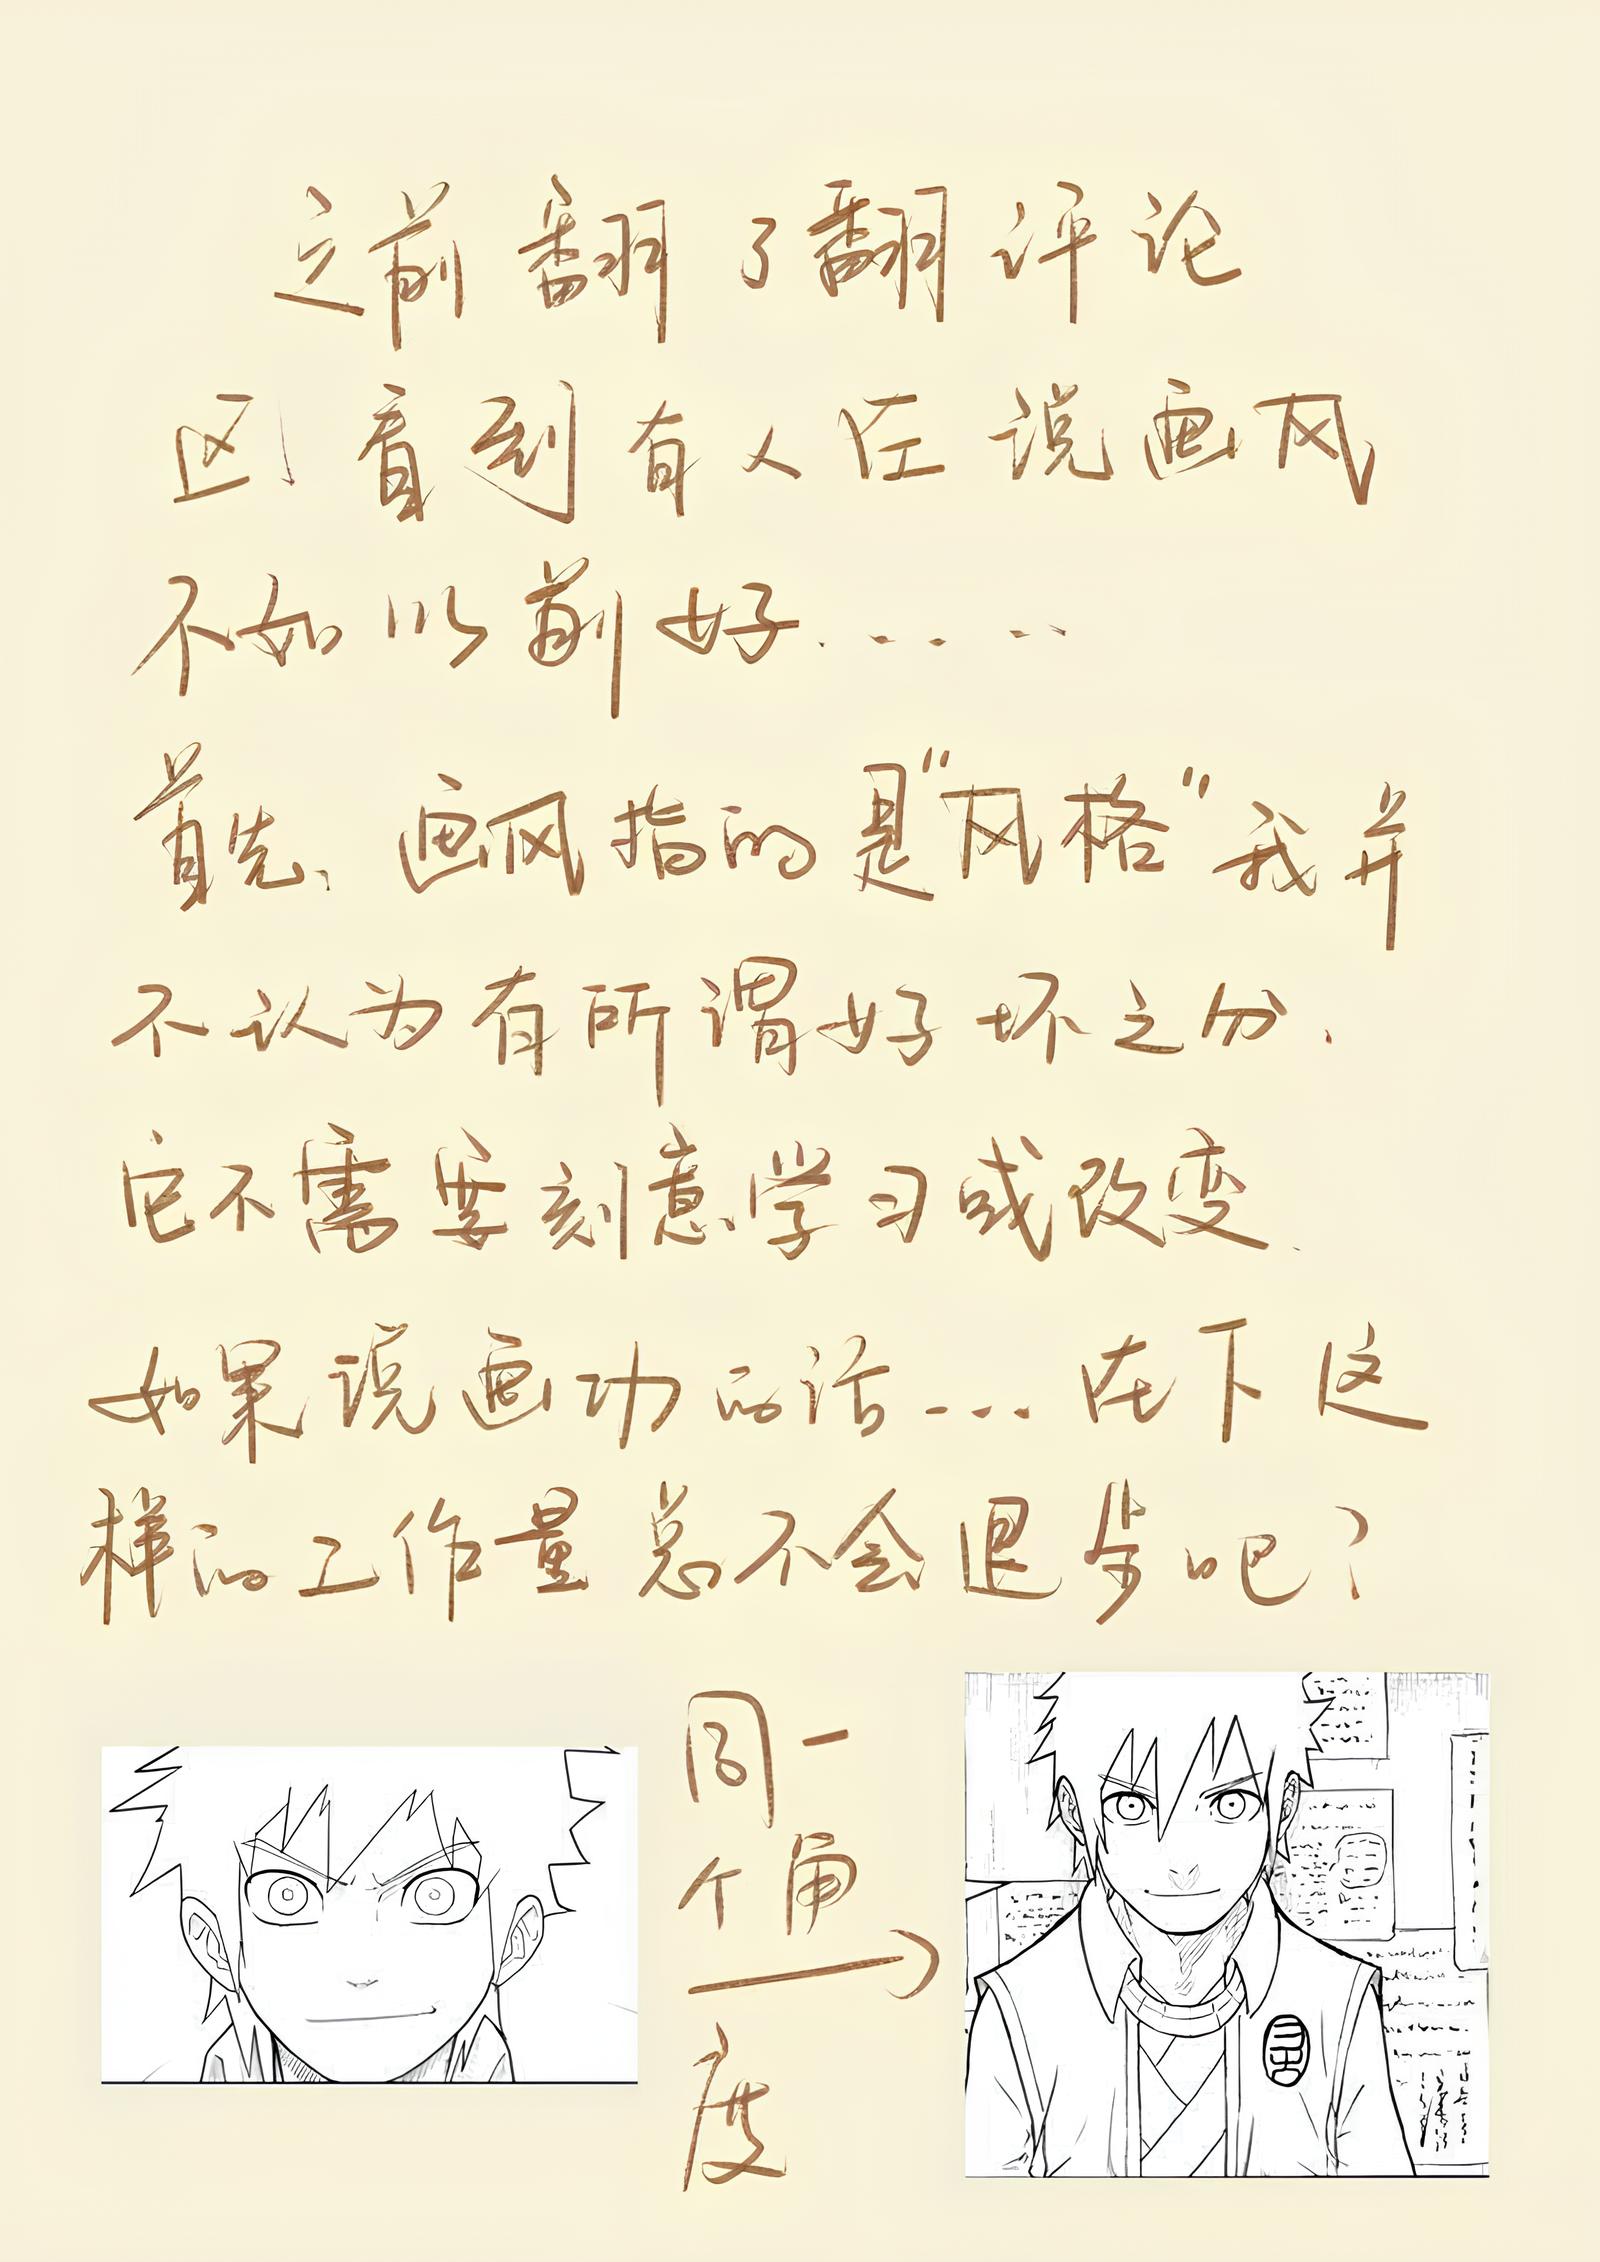 之前翻了翻评论
区看到有人在说画风
不如以前好......
首先、画风指的是"风格"我并
不认为有所谓好坏之分.
它不需要刻意学习或改变.
如果说画功的话...在下这
样的工作量总不会退步吧?
同一
个角
度